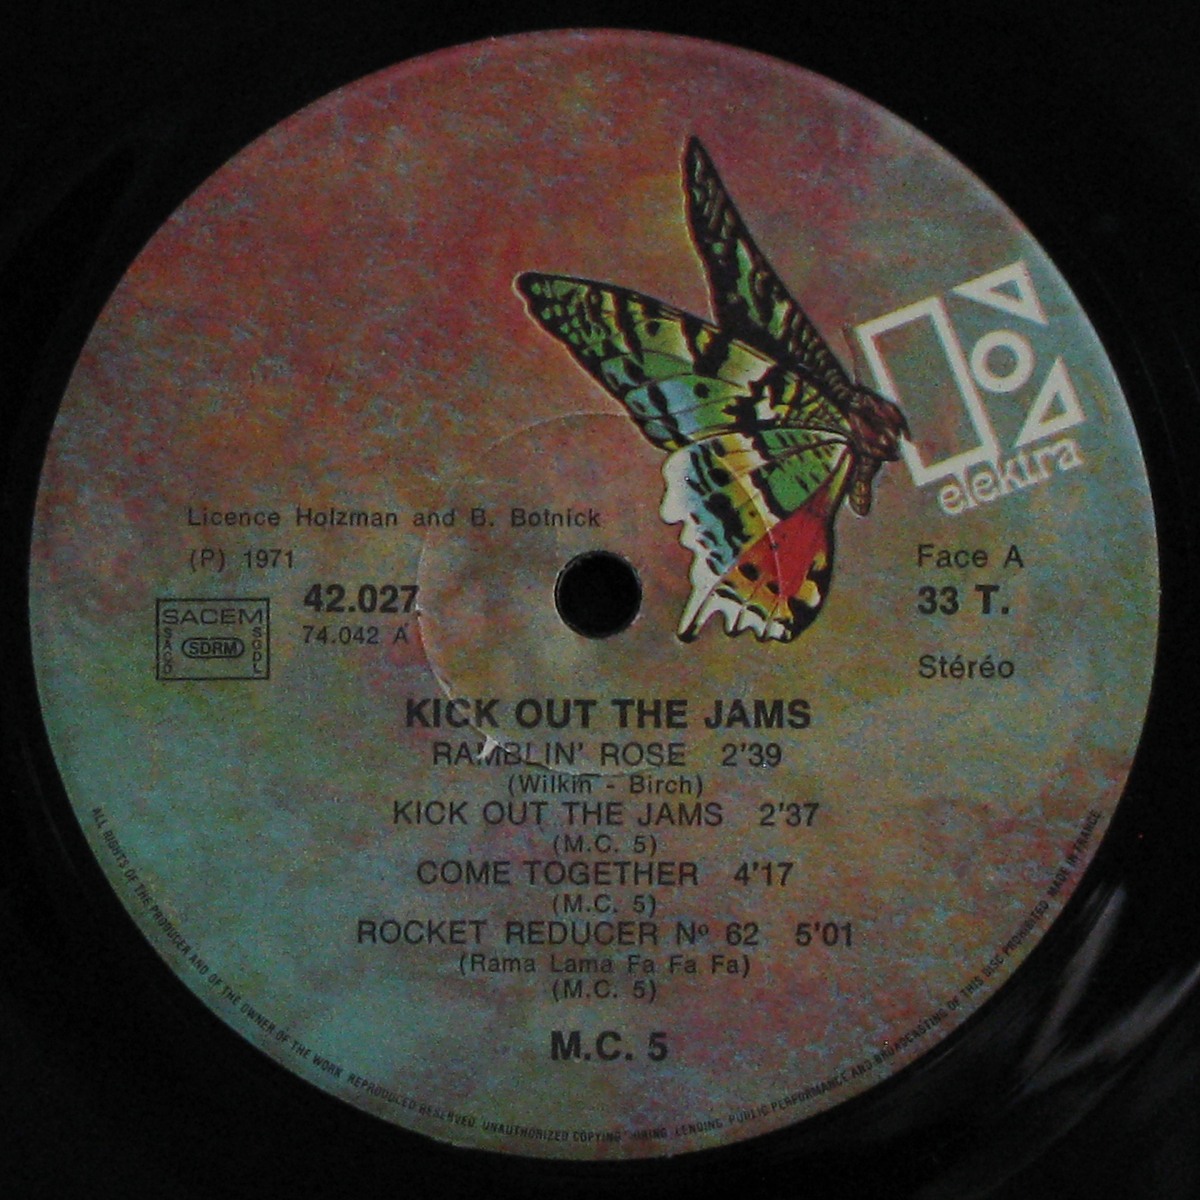 elektra
Licence Holzman and B. Botnick
(P) 1971
42.027
74.042 A
SACEM
SACD
SDRM
SGDL
Face A
33 T.
Stéréo
KICK OUT THE JAMS
RAMBLIN' ROSE 2'39
(Wilkin - Birch)
KICK OUT THE JAMS 2'37
(M.C. 5)
COME TOGETHER 4'17
(M.C. 5)
ROCKET REDUCER Nº 62 5'01
(Rama Lama Fa Fa Fa)
(M.C. 5)
M.C. 5
ALL RIGHTS OF THE PRODUCER AND OF THE OWNER OF THE WORK REPRODUCED RESERVED. UNAUTHORIZED COPYING HIRING LENDING PUBLIC PERFORMANCE AND BROADCASTING OF THIS DISC PROHIBITED MADE IN FRANCE